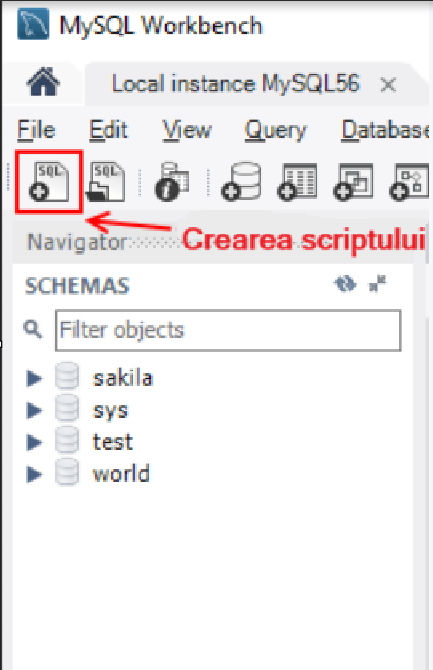 MySQL Workbench
Local instance MySQL56
File Edit View Query Database
SQL SQL
Crearea scriptului
Navigator
SCHEMAS
Filter objects
sakila
sys
test
world